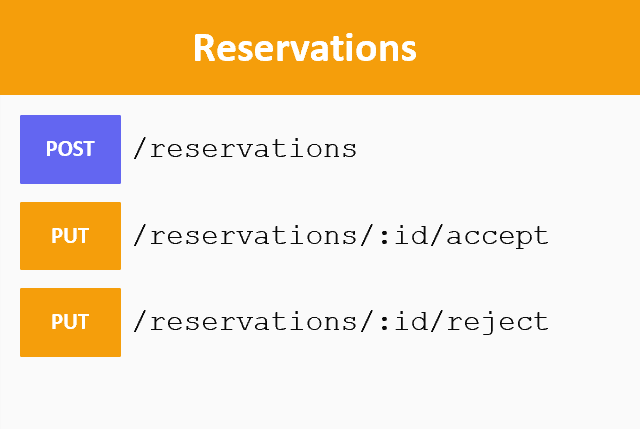 Reservations
POST /reservations
PUT /reservations/:id/accept
PUT /reservations/:id/reject